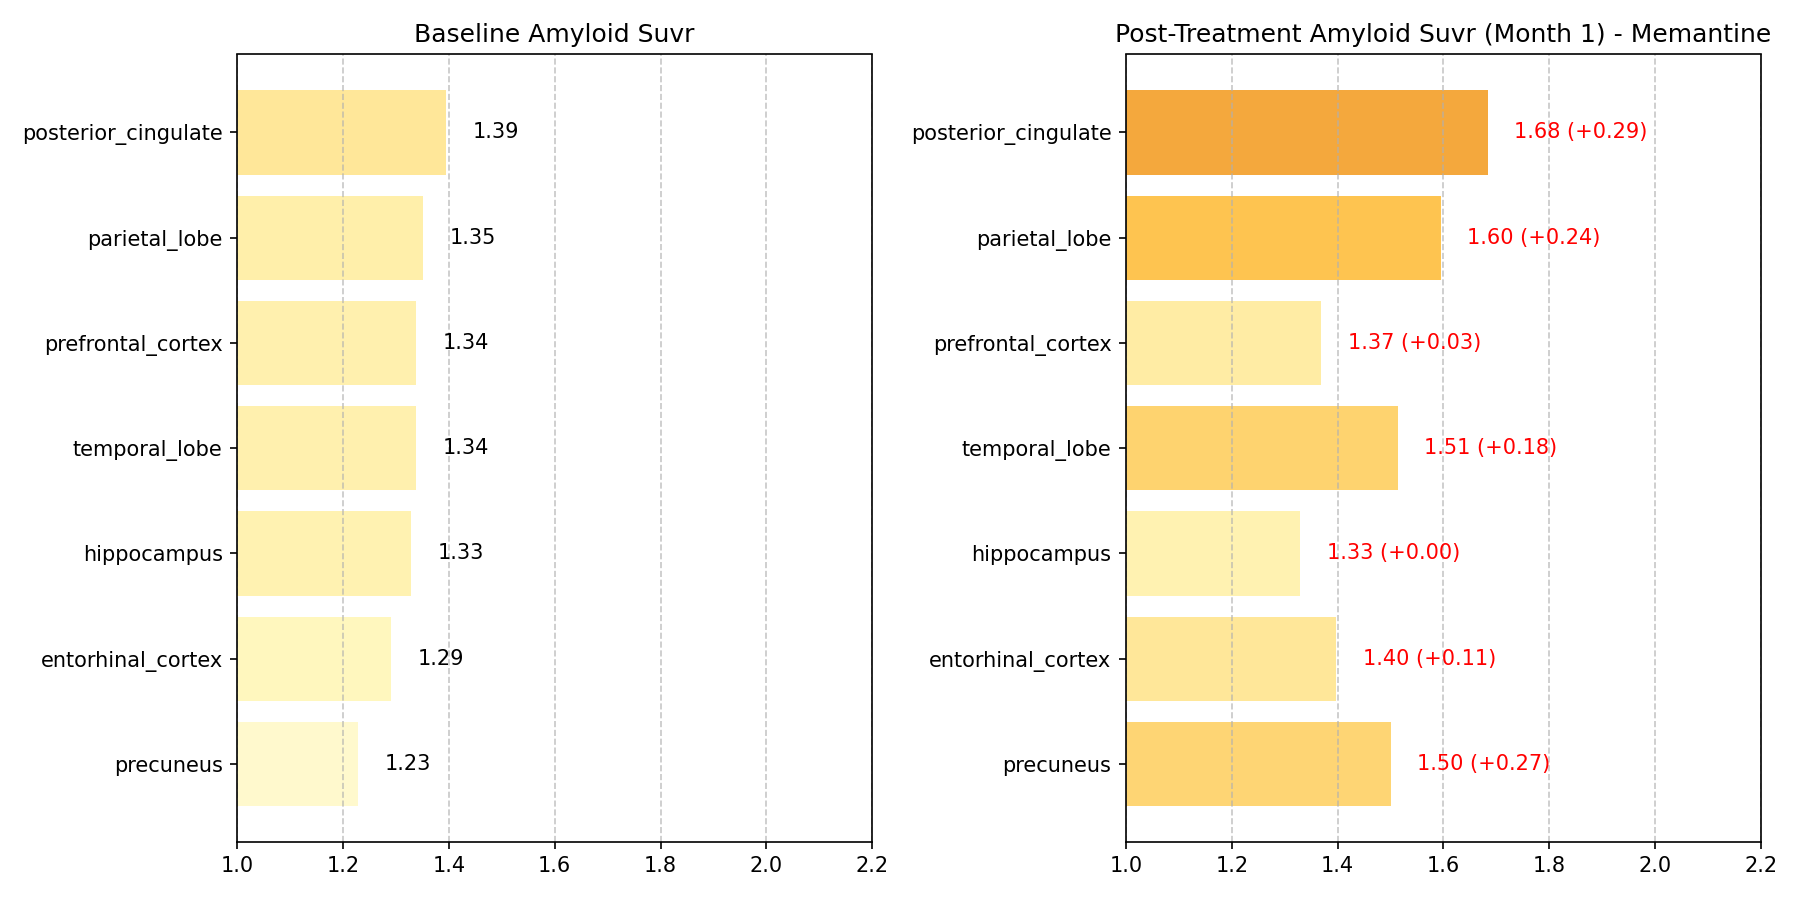 Baseline Amyloid Suvr
posterior_cingulate 1.39
parietal_lobe 1.35
prefrontal_cortex 1.34
temporal_lobe 1.34
hippocampus 1.33
entorhinal_cortex 1.29
precuneus 1.23
1.0 1.2 1.4 1.6 1.8 2.0 2.2
Post-Treatment Amyloid Suvr (Month 1) - Memantine
posterior_cingulate 1.68 (+0.29)
parietal_lobe 1.60 (+0.24)
prefrontal_cortex 1.37 (+0.03)
temporal_lobe 1.51 (+0.18)
hippocampus 1.33 (+0.00)
entorhinal_cortex 1.40 (+0.11)
precuneus 1.50 (+0.27)
1.0 1.2 1.4 1.6 1.8 2.0 2.2